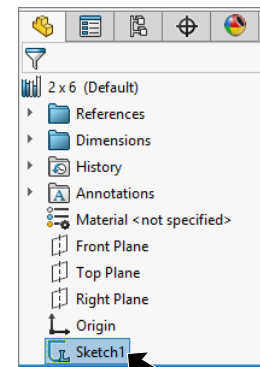 2 x 6 (Default)
References
Dimensions
History
Annotations
Material <not specified>
Front Plane
Top Plane
Right Plane
Origin
Sketch1